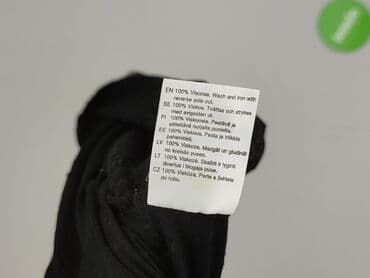 EN 100% Viscose. Wash and iron with
reverse side out.
SE 100% Viskos. Tvättas och strykes
med avigsidan ut.
FI 100% Viskoosia. Pestävä ja
silitettävä nurjalta puolelta.
EE 100% Viskoos. Pesta ja triikida
pahempidi.
LV 100% Viskoze. Mazgāt un gludināt
no kreisās puses.
LT 100% Viskozė. Skalbti ir lyginti
išvertus į blogąją pusę.
CZ 100% Viskóza. Perte a žehlete
po rubu.